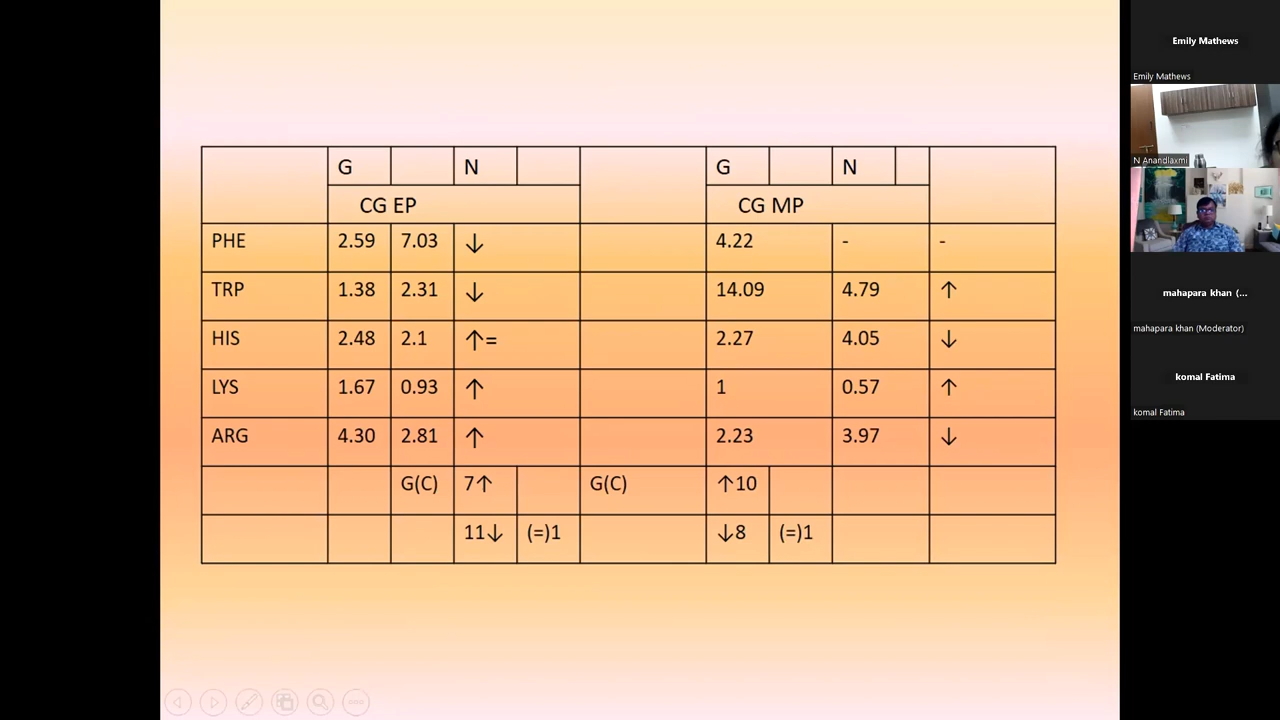 G N G N
CG EP CG MP
PHE 2.59 7.03 ↓ 4.22 - -
TRP 1.38 2.31 ↓ 14.09 4.79 ↑
HIS 2.48 2.1 ↑= 2.27 4.05 ↓
LYS 1.67 0.93 ↑ 1 0.57 ↑
ARG 4.30 2.81 ↑ 2.23 3.97 ↓
G(C) 7↑ G(C) ↑10
11↓ (=)1 ↓8 (=)1
Emily Mathews
Emily Mathews
N Anandlaxmi
mahapara khan (...
mahapara khan (Moderator)
komal Fatima
komal Fatima